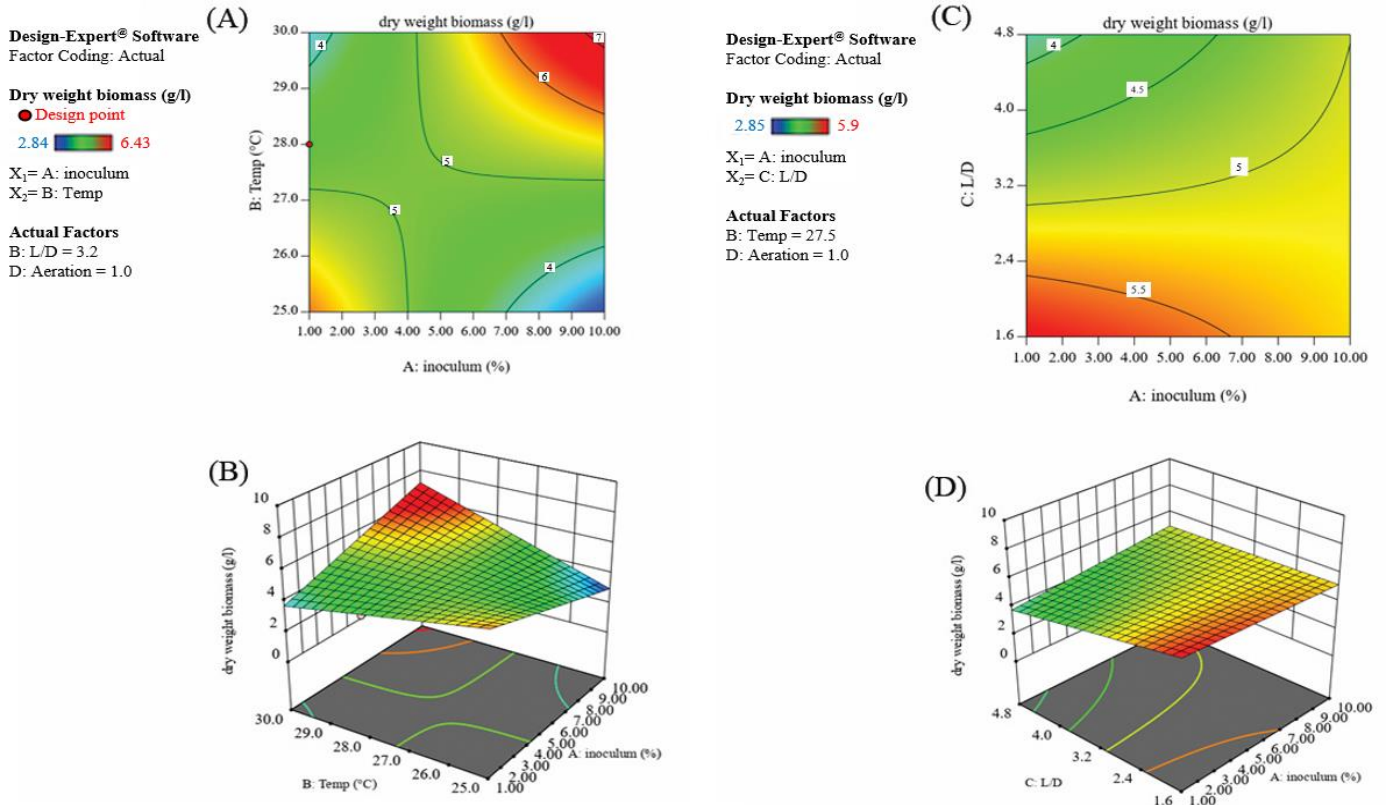 (A)
Design-Expert® Software
Factor Coding: Actual
Dry weight biomass (g/l)
Design point
2.84 6.43
X₁= A: inoculum
X₂= B: Temp
Actual Factors
B: L/D = 3.2
D: Aeration = 1.0
dry weight biomass (g/l)
30.0
29.0
28.0
27.0
26.0
25.0
B: Temp (°C)
4
7
6
5
5
4
1.00 2.00 3.00 4.00 5.00 6.00 7.00 8.00 9.00 10.00
A: inoculum (%)
(C)
Design-Expert® Software
Factor Coding: Actual
Dry weight biomass (g/l)
2.85 5.9
X₁= A: inoculum
X₂= C: L/D
Actual Factors
B: Temp = 27.5
D: Aeration = 1.0
dry weight biomass (g/l)
4.8
4.0
3.2
2.4
1.6
C: L/D
4
4.5
5
5.5
1.00 2.00 3.00 4.00 5.00 6.00 7.00 8.00 9.00 10.00
A: inoculum (%)
(B)
10
8
6
4
2
0
dry weight biomass (g/l)
30.0
29.0
28.0
27.0
26.0
25.0
B: Temp (°C)
10.00
9.00
8.00
7.00
6.00
5.00
4.00
3.00
2.00
1.00
A: inoculum (%)
(D)
10
8
6
4
2
0
dry weight biomass (g/l)
4.8
4.0
3.2
2.4
1.6
C: L/D
10.00
9.00
8.00
7.00
6.00
5.00
4.00
3.00
2.00
1.00
A: inoculum (%)